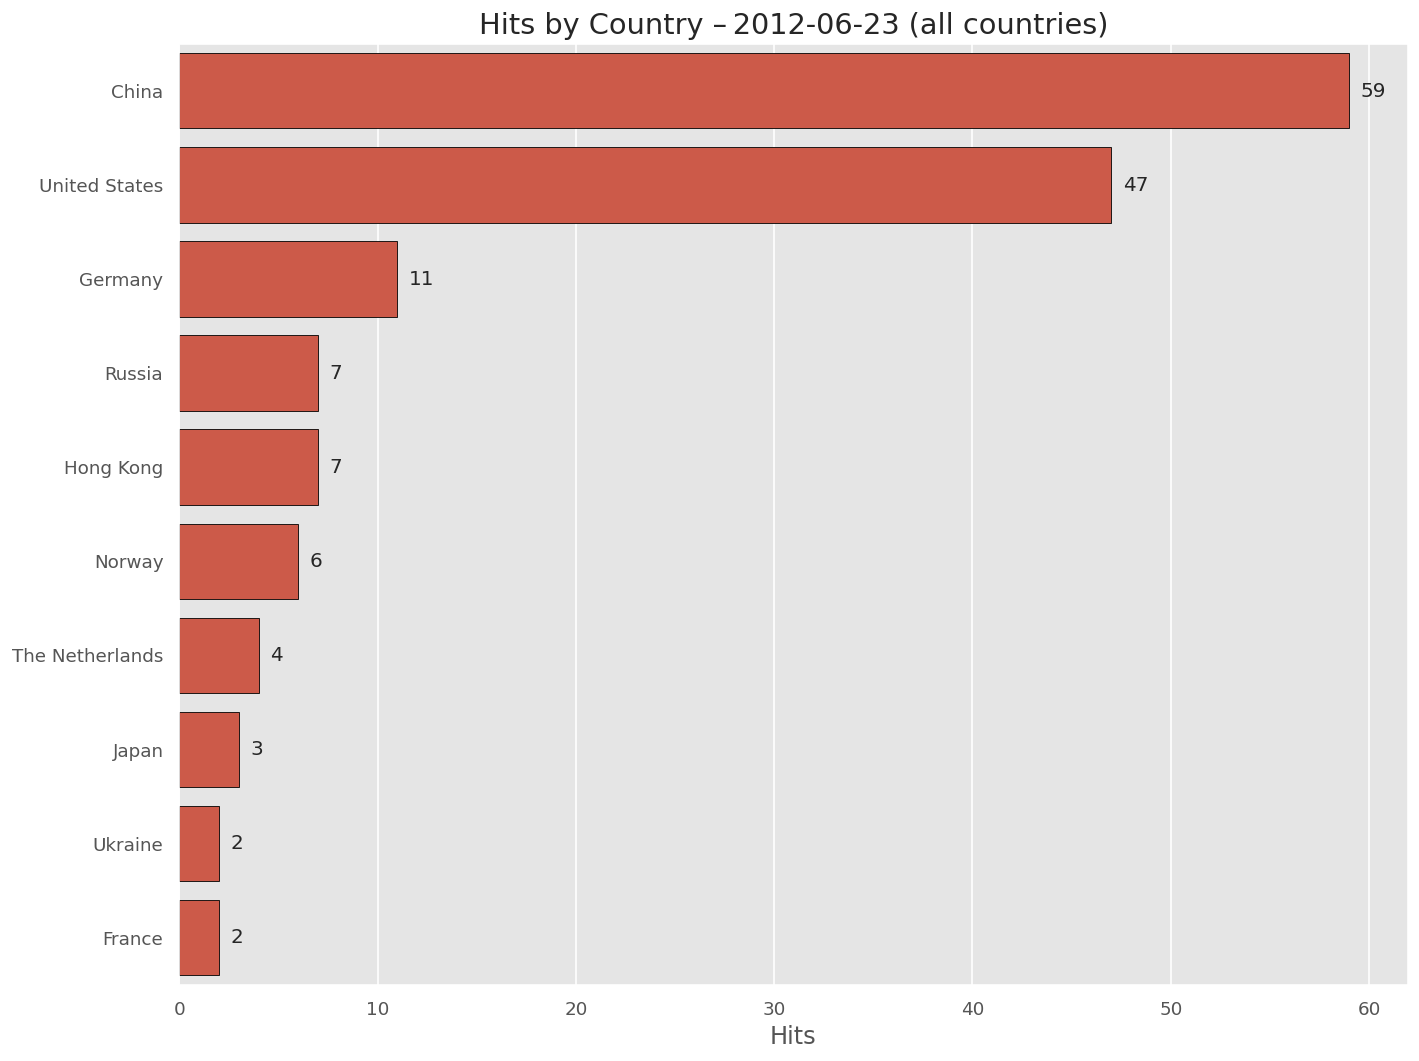 Hits by Country – 2012-06-23 (all countries)
China 59
United States 47
Germany 11
Russia 7
Hong Kong 7
Norway 6
The Netherlands 4
Japan 3
Ukraine 2
France 2
0 10 20 30 40 50 60
Hits